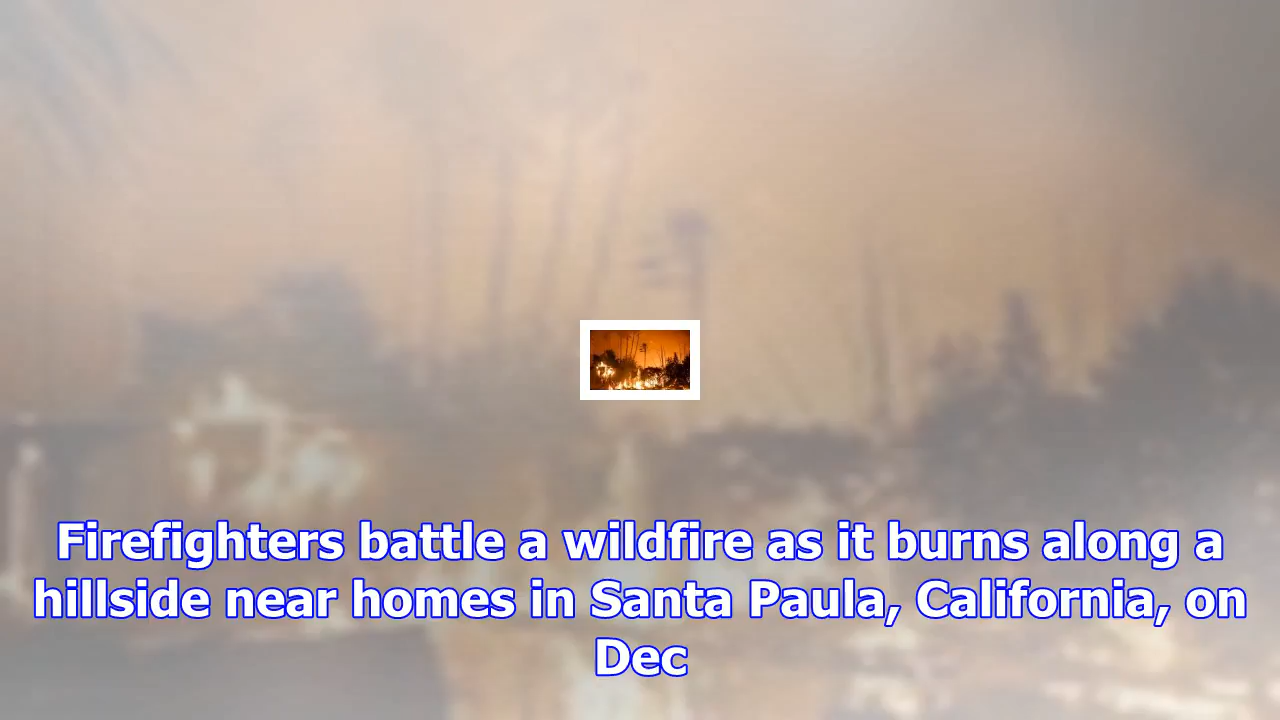 Firefighters battle a wildfire as it burns along a
hillside near homes in Santa Paula, California, on
Dec